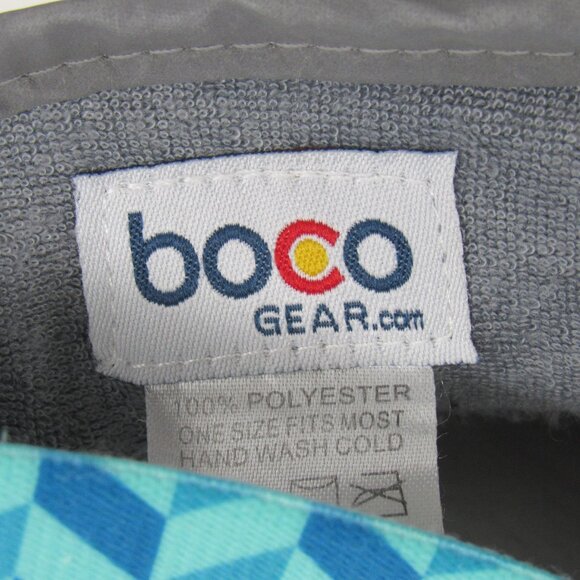 boco
GEAR.com
100% POLYESTER
ONE SIZE FITS MOST
HAND WASH COLD